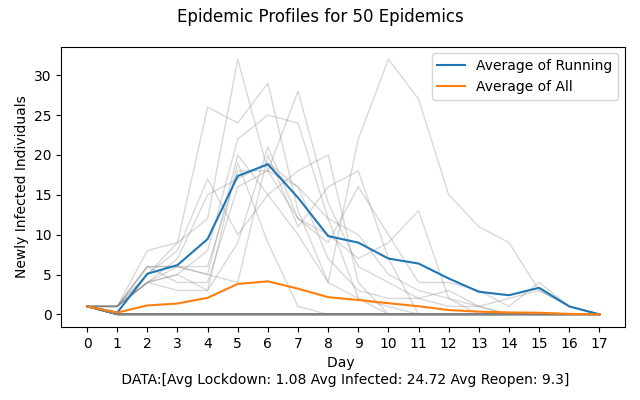 Epidemic Profiles for 50 Epidemics
Average of Running
Average of All
Newly Infected Individuals
30
25
20
15
10
5
0
0 1 2 3 4 5 6 7 8 9 10 11 12 13 14 15 16 17
Day
DATA:[Avg Lockdown: 1.08 Avg Infected: 24.72 Avg Reopen: 9.3]